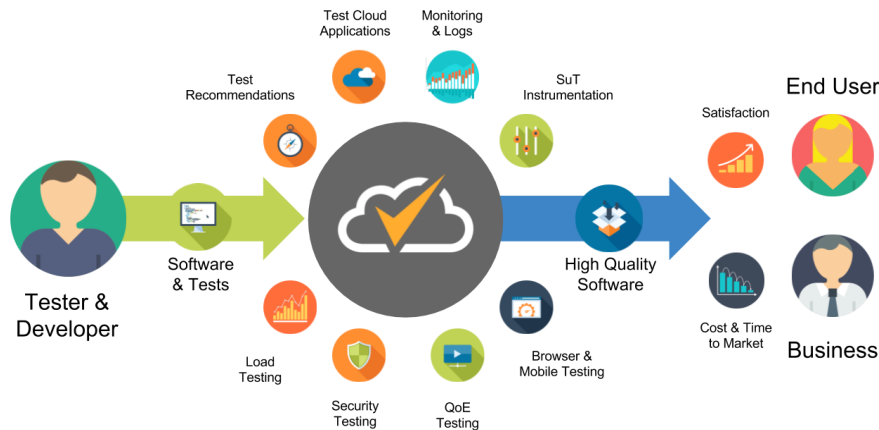 Test Cloud
Applications
Monitoring
& Logs
Test
Recommendations
SuT
Instrumentation
End User
Satisfaction
Software
& Tests
High Quality
Software
Tester &
Developer
Cost & Time
to Market
Business
Load
Testing
Browser &
Mobile Testing
Security
Testing
QoE
Testing